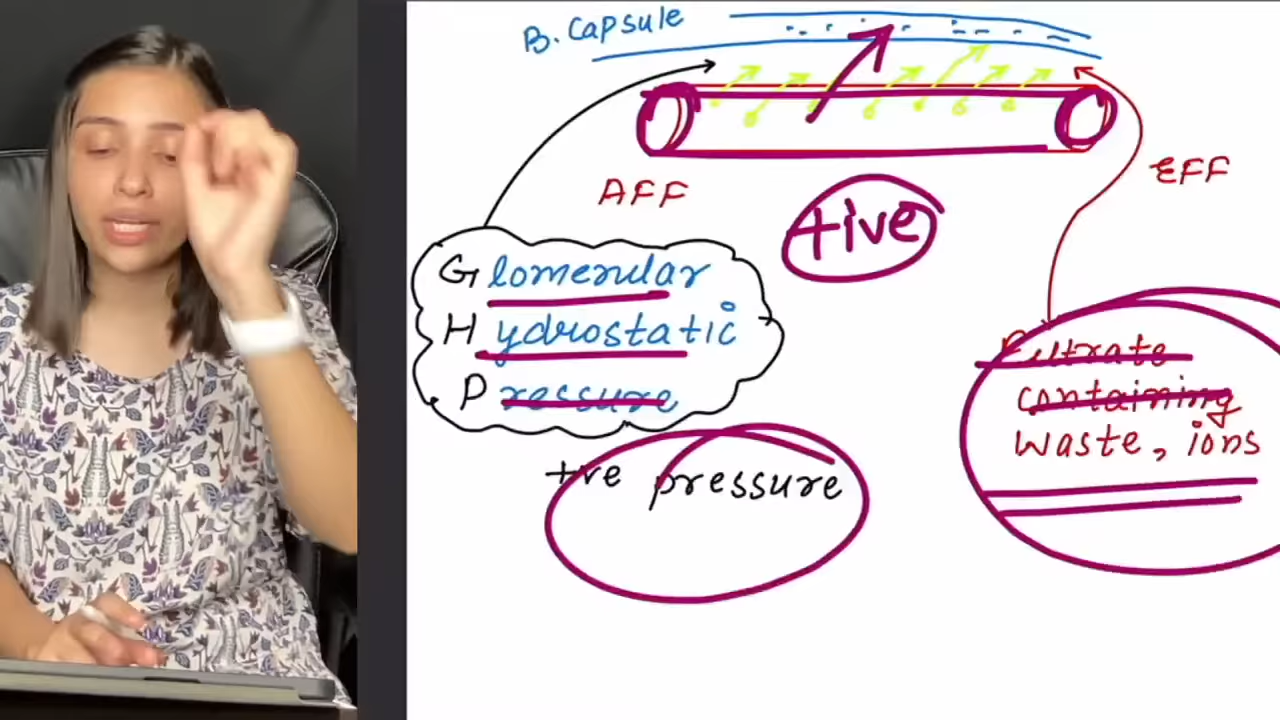 B. Capsule
AFF
EFF
+ive
Glomerular
Hydrostatic
Pressure
+ve pressure
Filtrate
containing
waste, ions